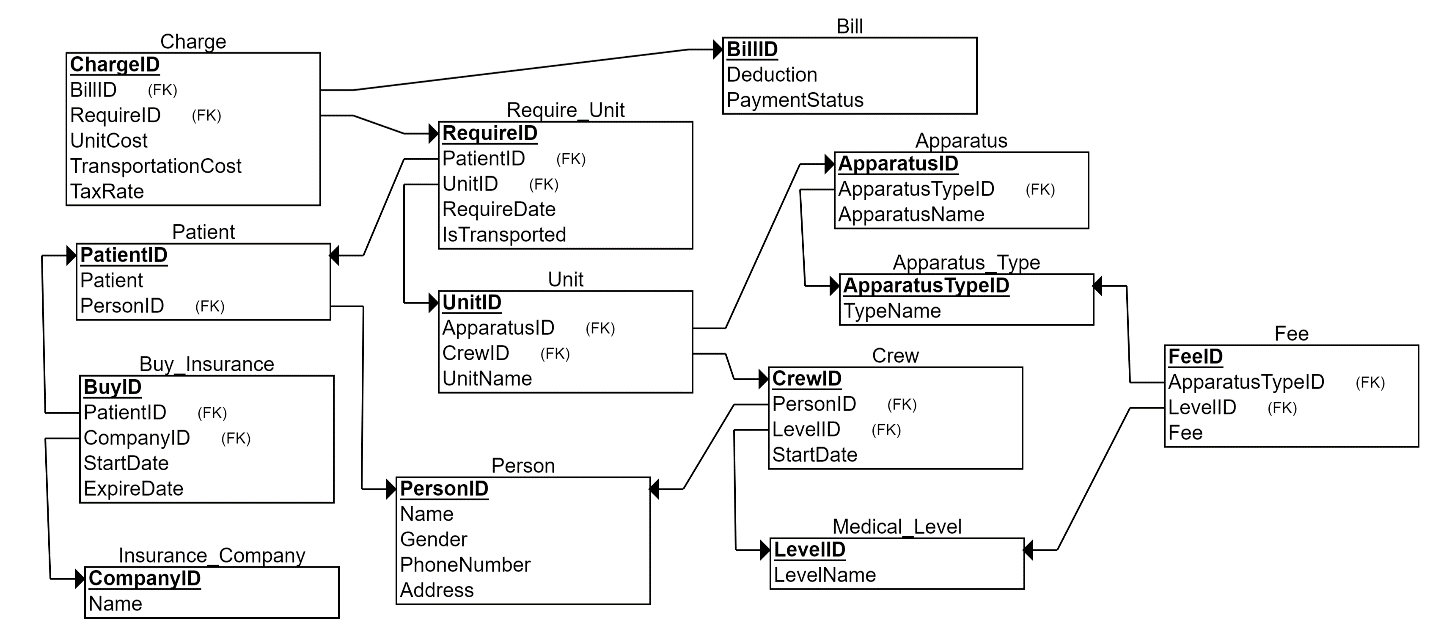 Charge
ChargeID
BillID (FK)
RequireID (FK)
UnitCost
TransportationCost
TaxRate
Bill
BillID
Deduction
PaymentStatus
Require_Unit
RequireID
PatientID (FK)
UnitID (FK)
RequireDate
IsTransported
Apparatus
ApparatusID
ApparatusTypeID (FK)
ApparatusName
Patient
PatientID
Patient
PersonID (FK)
Unit
UnitID
ApparatusID (FK)
CrewID (FK)
UnitName
Apparatus_Type
ApparatusTypeID
TypeName
Fee
FeeID
ApparatusTypeID (FK)
LevelID (FK)
Fee
Buy_Insurance
BuyID
PatientID (FK)
CompanyID (FK)
StartDate
ExpireDate
Crew
CrewID
PersonID (FK)
LevelID (FK)
StartDate
Person
PersonID
Name
Gender
PhoneNumber
Address
Medical_Level
LevelID
LevelName
Insurance_Company
CompanyID
Name